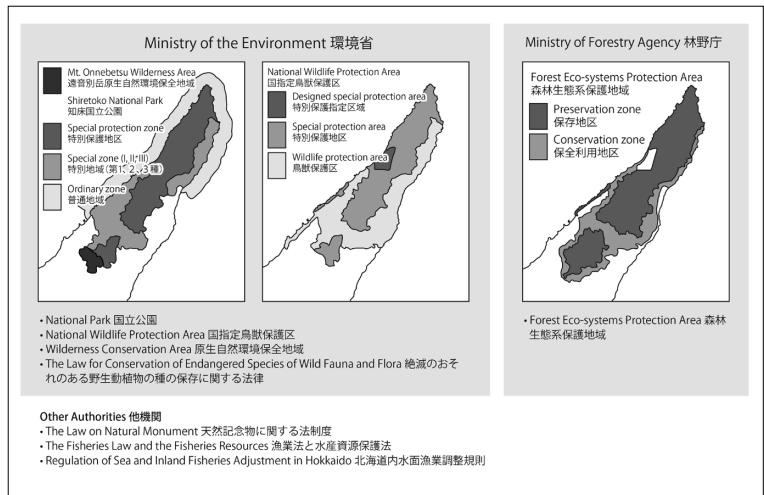 Ministry of the Environment 環境省
Mt. Onnebetsu Wilderness Area
遠音別岳原生自然環境保全地域
Shiretoko National Park
知床国立公園
Special protection zone
特別保護地区
Special zone (I, II, III)
特別地域(第1、2、3種)
Ordinary zone
普通地域
National Wildlife Protection Area
国指定鳥獣保護区
Designed special protection area
特別保護指定区域
Special protection area
特別保護地区
Wildlife protection area
鳥獣保護区
• National Park 国立公園
• National Wildlife Protection Area 国指定鳥獣保護区
• Wilderness Conservation Area 原生自然環境保全地域
• The Law for Conservation of Endangered Species of Wild Fauna and Flora 絶滅のおそ
れのある野生動植物の種の保存に関する法律
Ministry of Forestry Agency 林野庁
Forest Eco-systems Protection Area
森林生態系保護地域
Preservation zone
保存地区
Conservation zone
保全利用地区
• Forest Eco-systems Protection Area 森林
生態系保護地域
Other Authorities 他機関
• The Law on Natural Monument 天然記念物に関する法制度
• The Fisheries Law and the Fisheries Resources 漁業法と水産資源保護法
• Regulation of Sea and Inland Fisheries Adjustment in Hokkaido 北海道内水面漁業調整規則